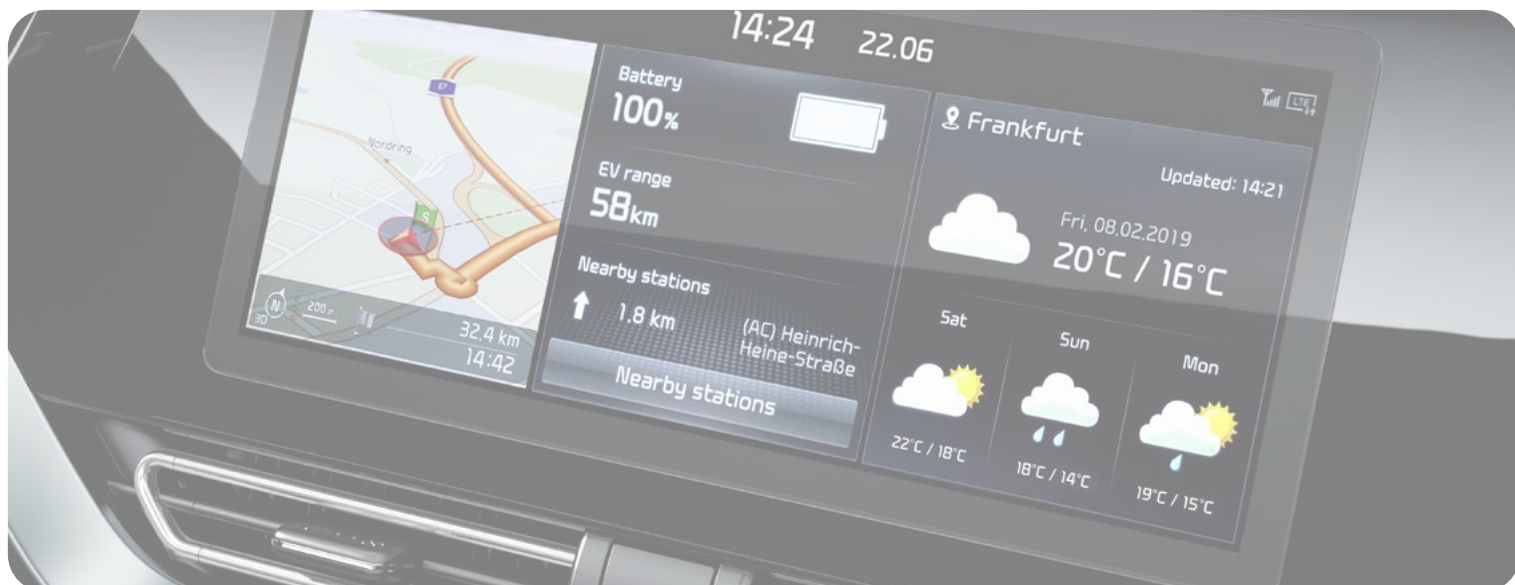 14:24 22.06
67
Nordring
S
N
3D
200 m
32.4 km
14:42
Battery
100%
EV range
58km
Nearby stations
1.8 km
(AC) Heinrich-
Heine-Straße
Nearby stations
LTE
Frankfurt
Updated: 14:21
Fri, 08.02.2019
20°C / 16°C
Sat
22°C / 18°C
Sun
18°C / 14°C
Mon
19°C / 15°C